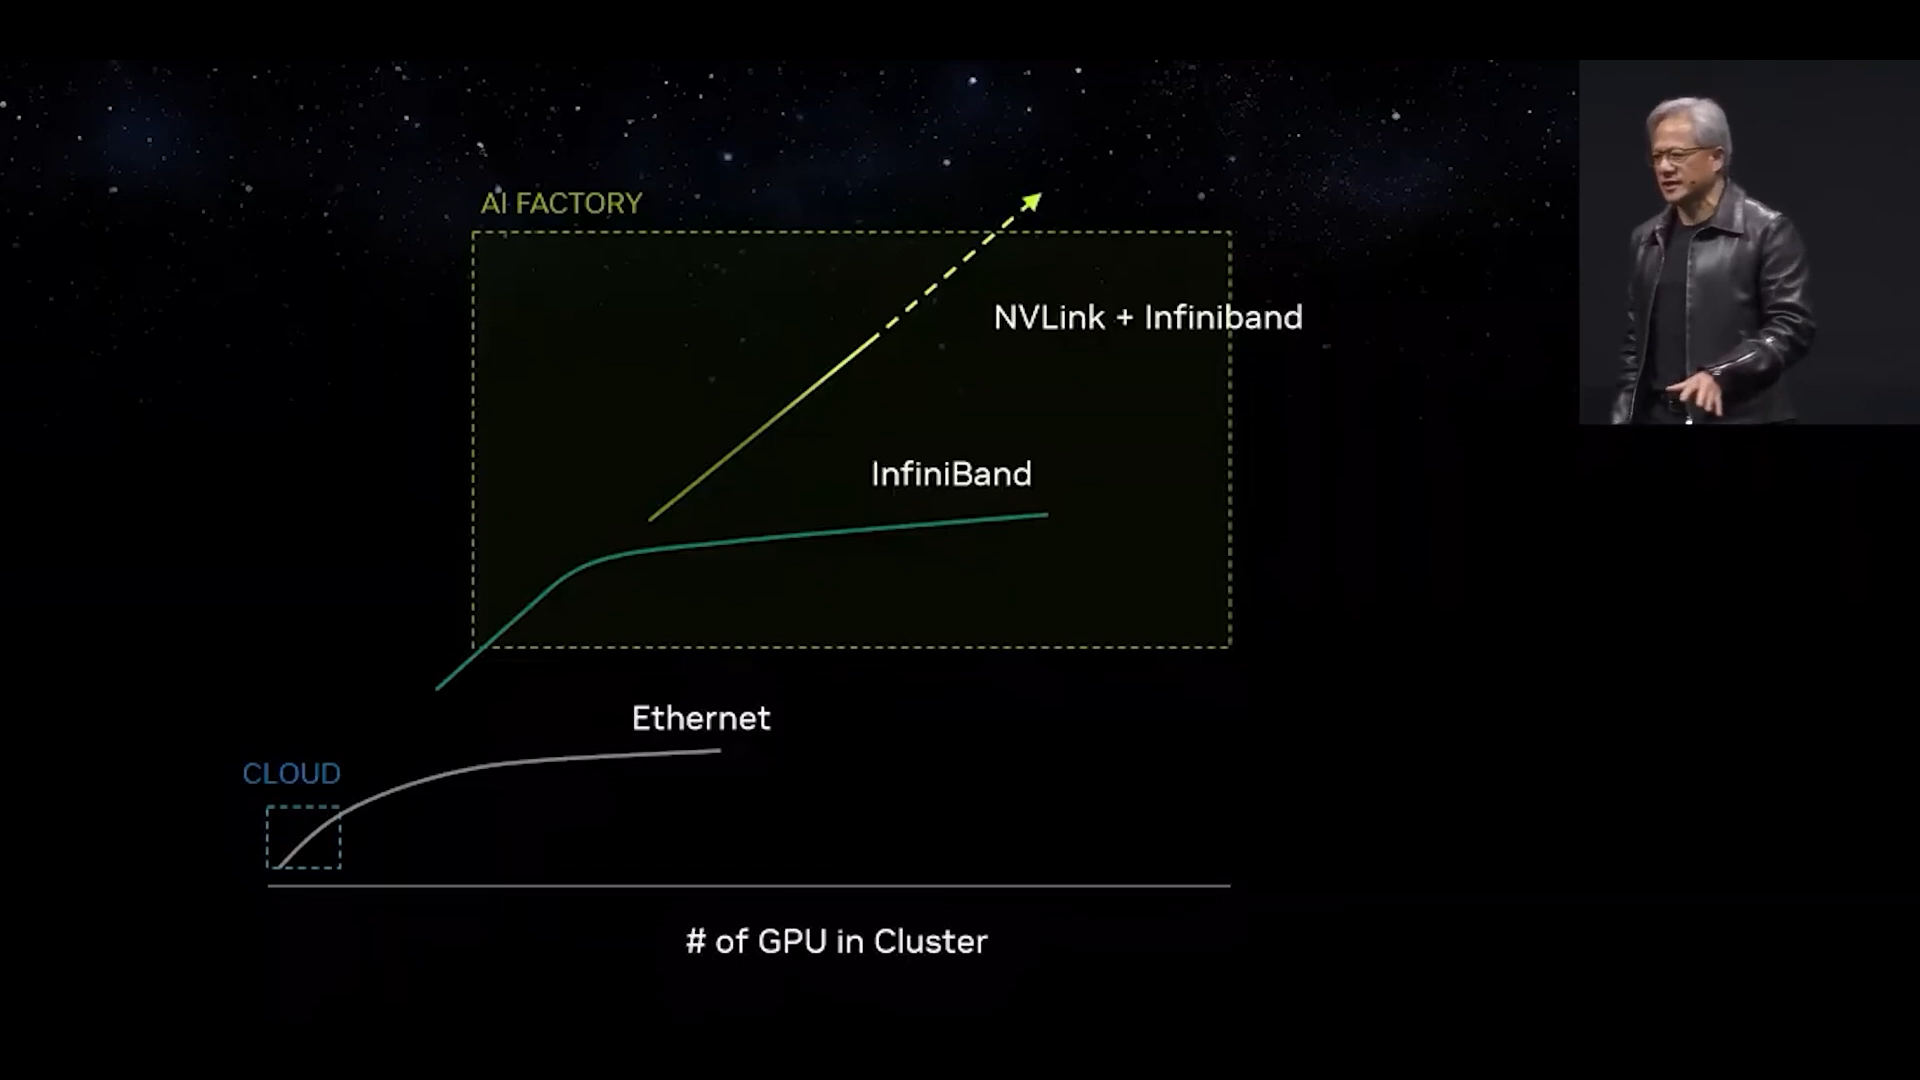 AI FACTORY
NVLink + Infiniband
InfiniBand
Ethernet
CLOUD
# of GPU in Cluster